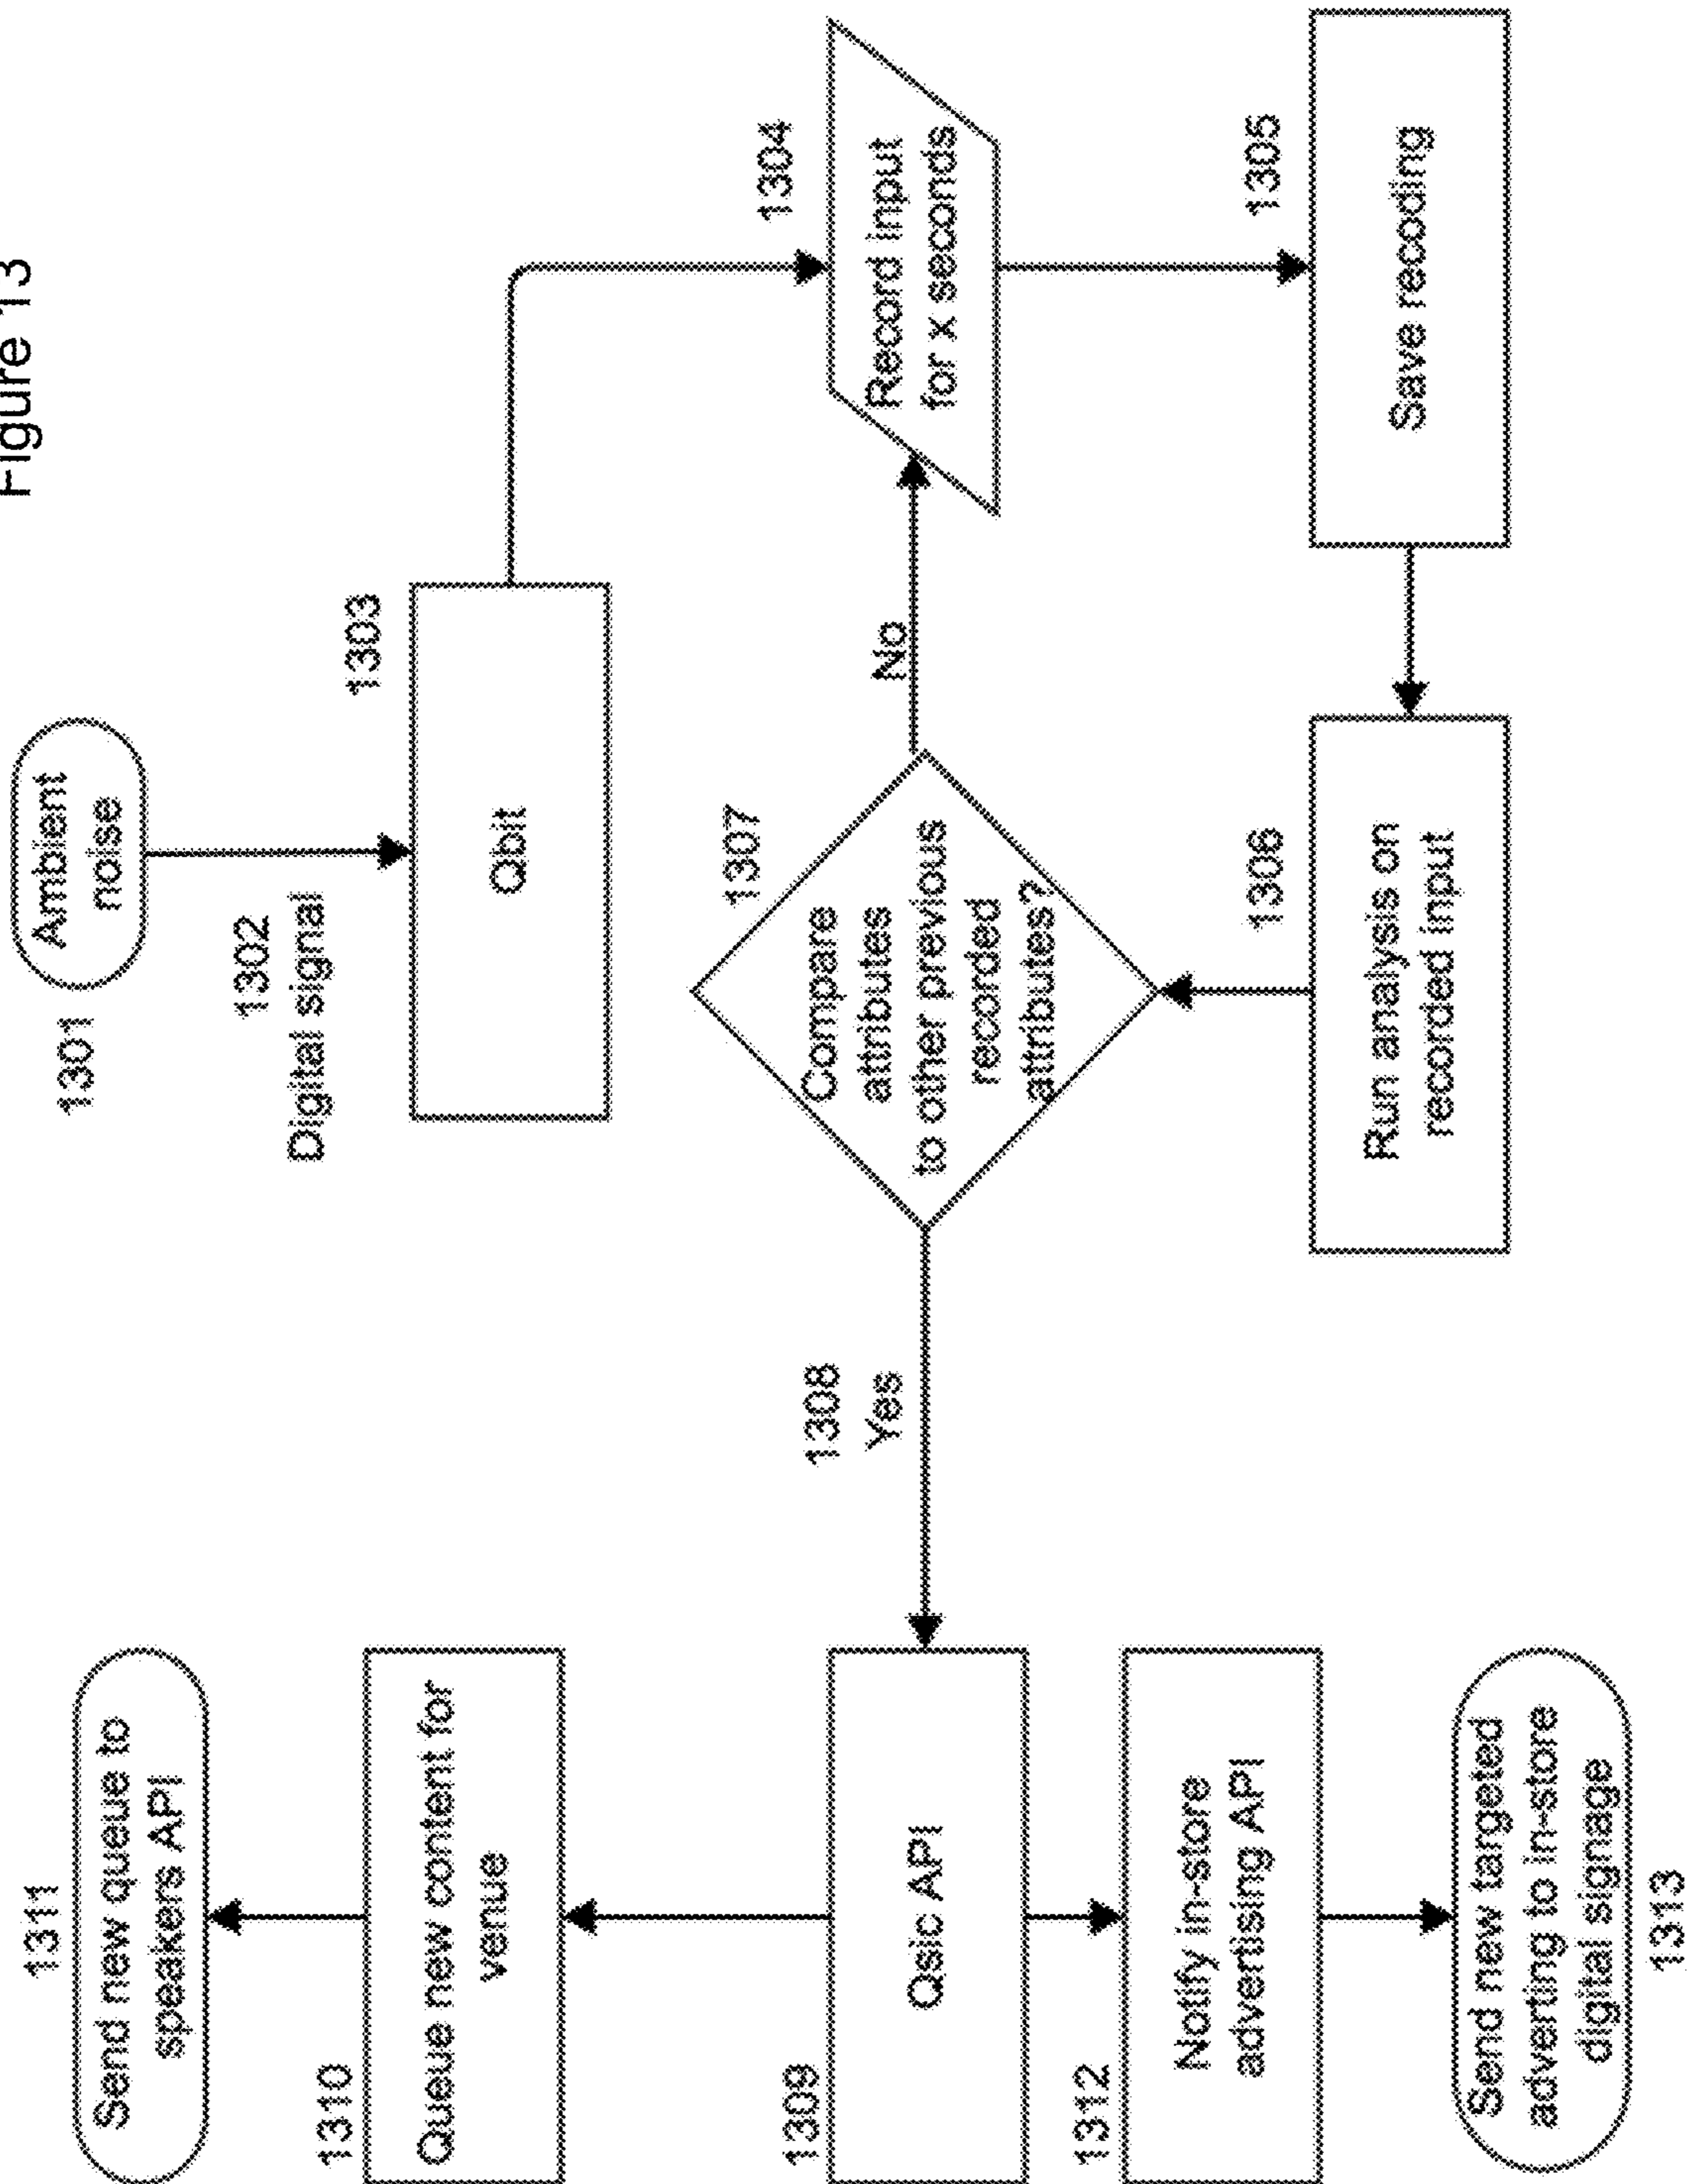 Figure 13
1301
Ambient
noise
1302
Digital signal
1303
Qbit
1304
Record input
for x seconds
1305
Save recoding
1306
Run analysis on
recorded input
1307
Compare
attributes
to other previous
recorded
attributes?
No
1308
Yes
1309
Qsic API
1310
Queue new content for
venue
1311
Send new queue to
speakers API
1312
Notify in-store
advertising API
Send new targeted
adverting to in-store
digital signage
1313